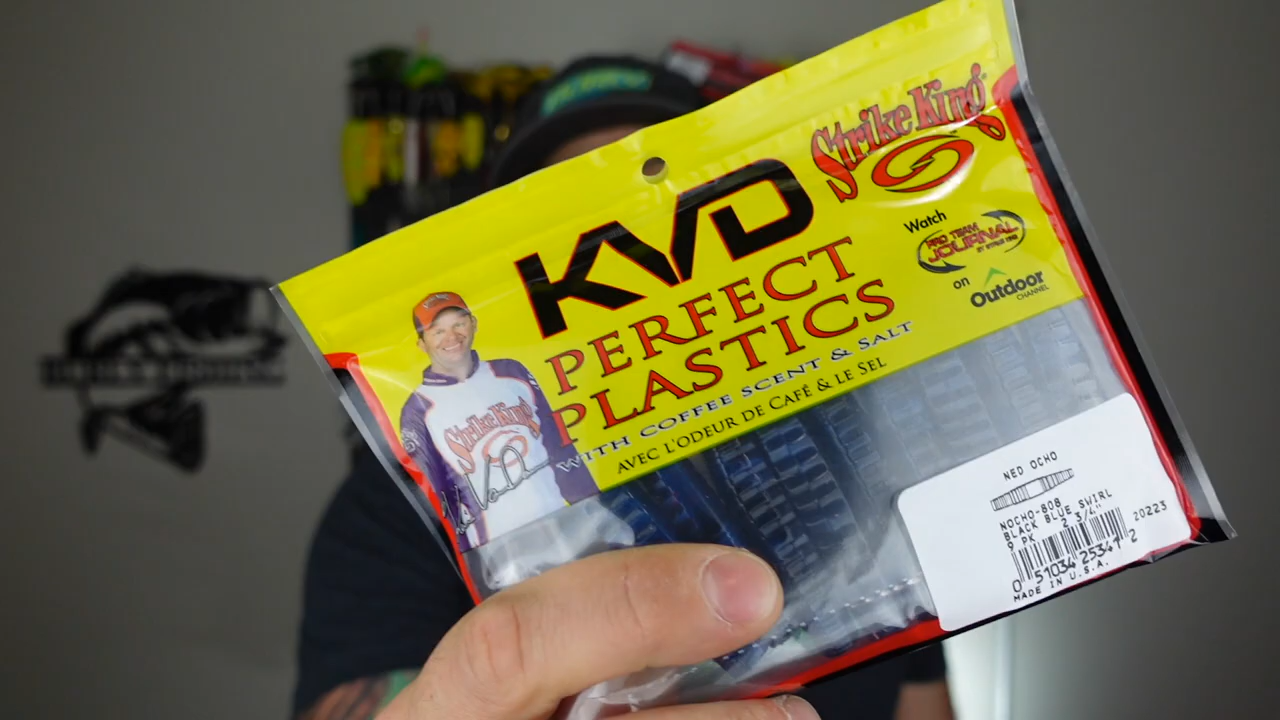 Strike King
KVD
PERFECT
PLASTICS
WITH COFFEE SCENT & SALT
AVEC L'ODEUR DE CAFÉ & LE SEL
Watch
PRO TEAM
JOURNAL
on
Outdoor
CHANNEL
Strike King
NED OCHO
NOCHO-808
BLACK BLUE SWIRL
9 PK 2 3/4" 20223
0 51034 25341 2
MADE IN U.S.A.